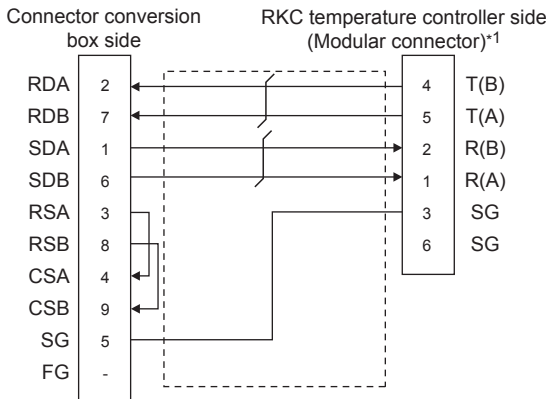 Connector conversion box side
RKC temperature controller side (Modular connector)*1
RDA 2 4 T(B)
RDB 7 5 T(A)
SDA 1 2 R(B)
SDB 6 1 R(A)
RSA 3 3 SG
RSB 8 6 SG
CSA 4
CSB 9
SG 5
FG -